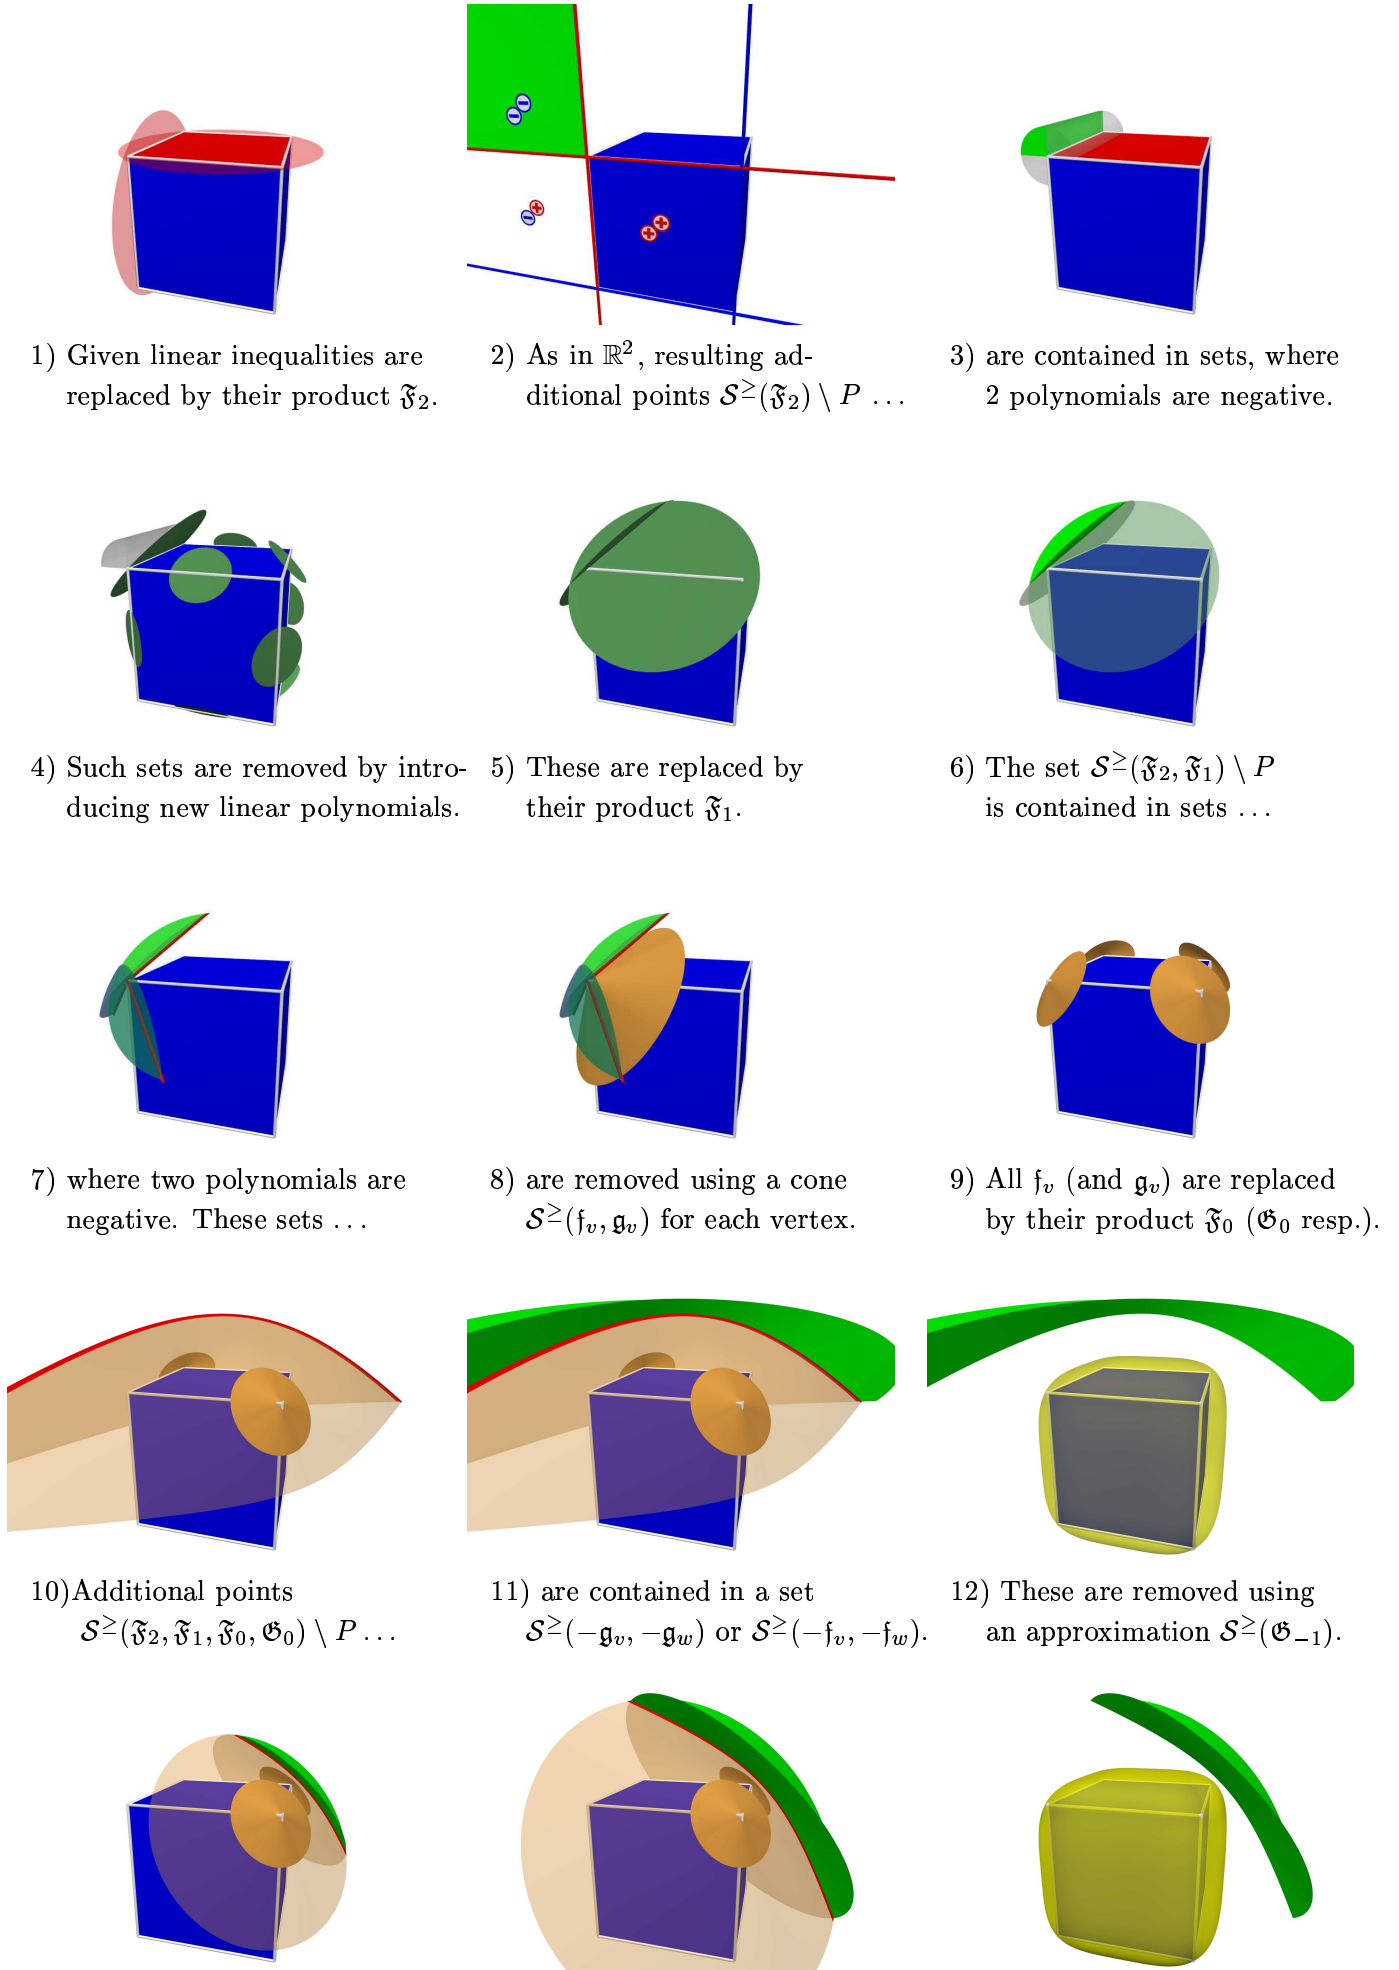 1) Given linear inequalities are
replaced by their product 𝔉₂.
2) As in ℝ², resulting ad-
ditional points 𝒮^≥(𝔉₂) \ P …
3) are contained in sets, where
2 polynomials are negative.
4) Such sets are removed by intro-
ducing new linear polynomials.
5) These are replaced by
their product 𝔉₁.
6) The set 𝒮^≥(𝔉₂, 𝔉₁) \ P
is contained in sets …
7) where two polynomials are
negative. These sets …
8) are removed using a cone
𝒮^≥(𝔣ᵥ, 𝔤ᵥ) for each vertex.
9) All 𝔣ᵥ (and 𝔤ᵥ) are replaced
by their product 𝔉₀ (𝔊₀ resp.).
10)Additional points
𝒮^≥(𝔉₂, 𝔉₁, 𝔉₀, 𝔊₀) \ P …
11) are contained in a set
𝒮^≥(−𝔤_v, −𝔤_w) or 𝒮^≥(−𝔣_v, −𝔣_w).
12) These are removed using
an approximation 𝒮^≥(𝔊₋₁).